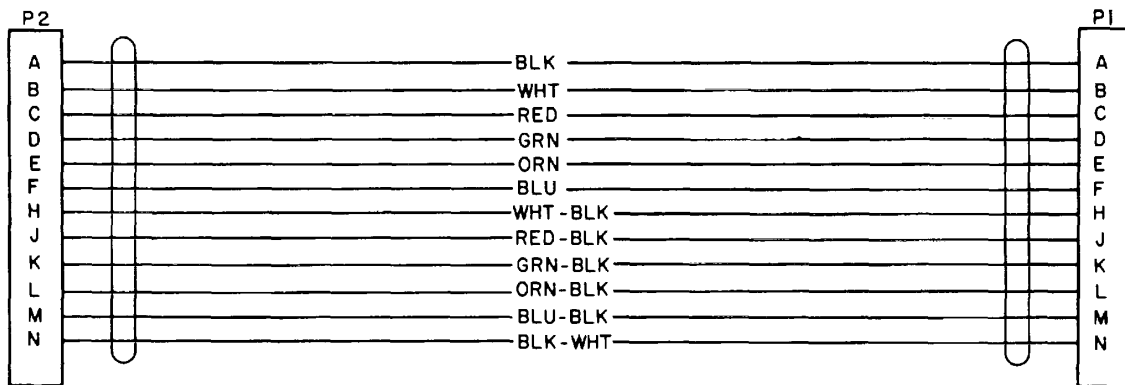 P2 P1
A BLK A
B WHT B
C RED C
D GRN D
E ORN E
F BLU F
H WHT-BLK H
J RED-BLK J
K GRN-BLK K
L ORN-BLK L
M BLU-BLK M
N BLK-WHT N